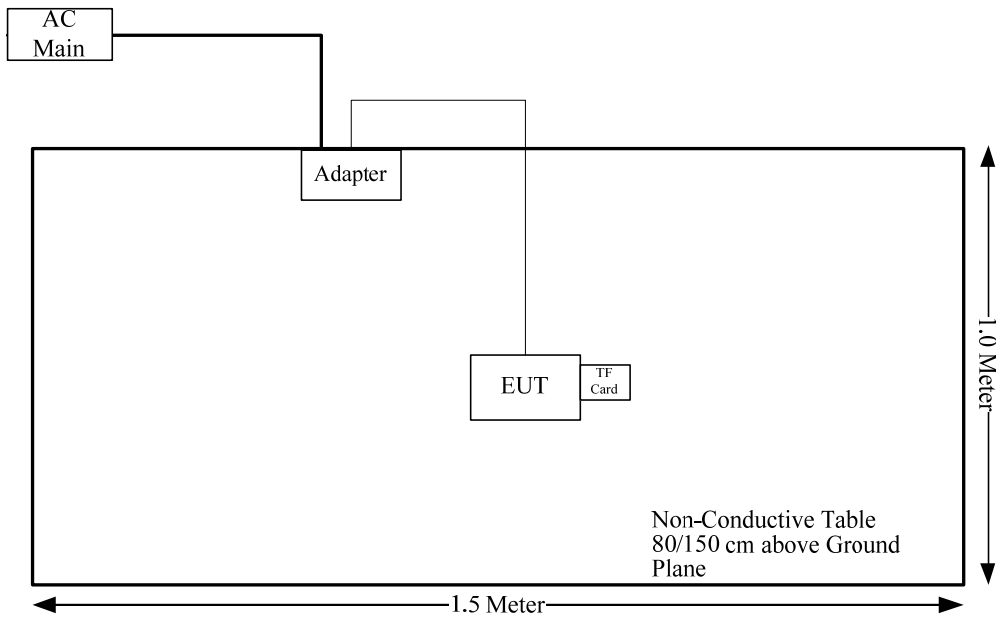 AC
Main
Adapter
EUT
TF
Card
1.0 Meter
Non-Conductive Table
80/150 cm above Ground
Plane
1.5 Meter